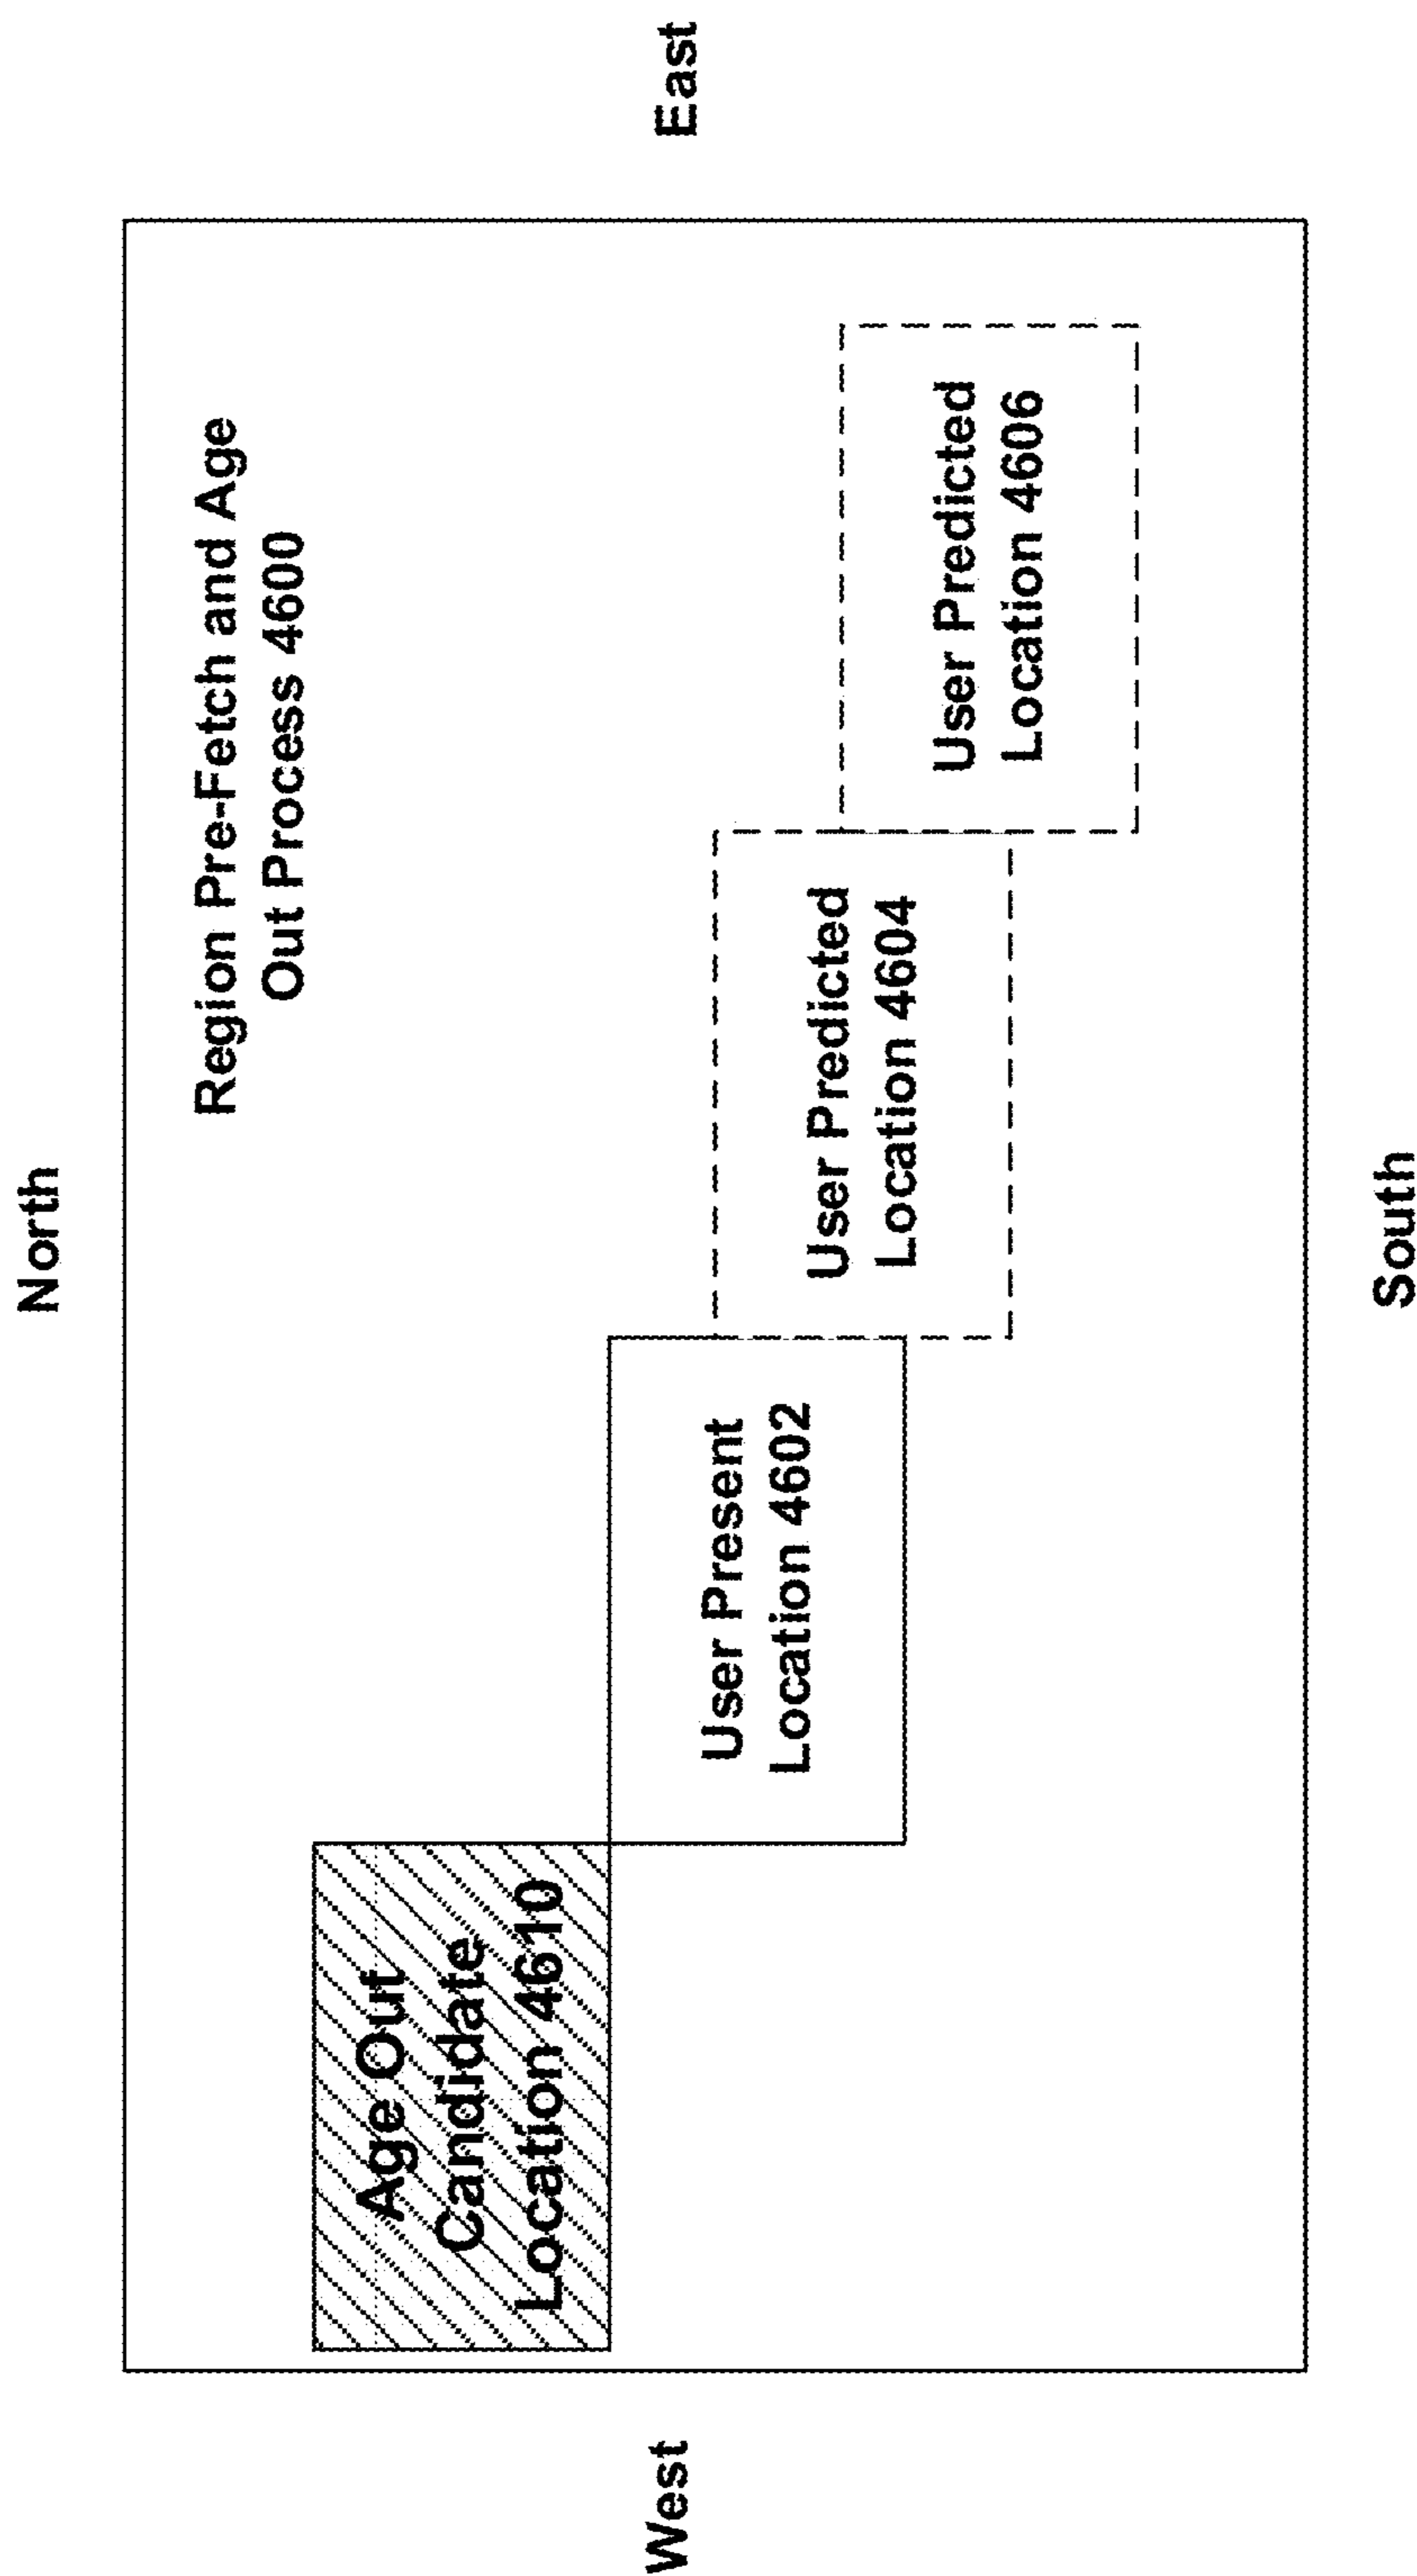 North
Region Pre-Fetch and Age
Out Process 4600
Age Out
Candidate
Location 4610
User Present
Location 4602
User Predicted
Location 4604
User Predicted
Location 4606
West
East
South